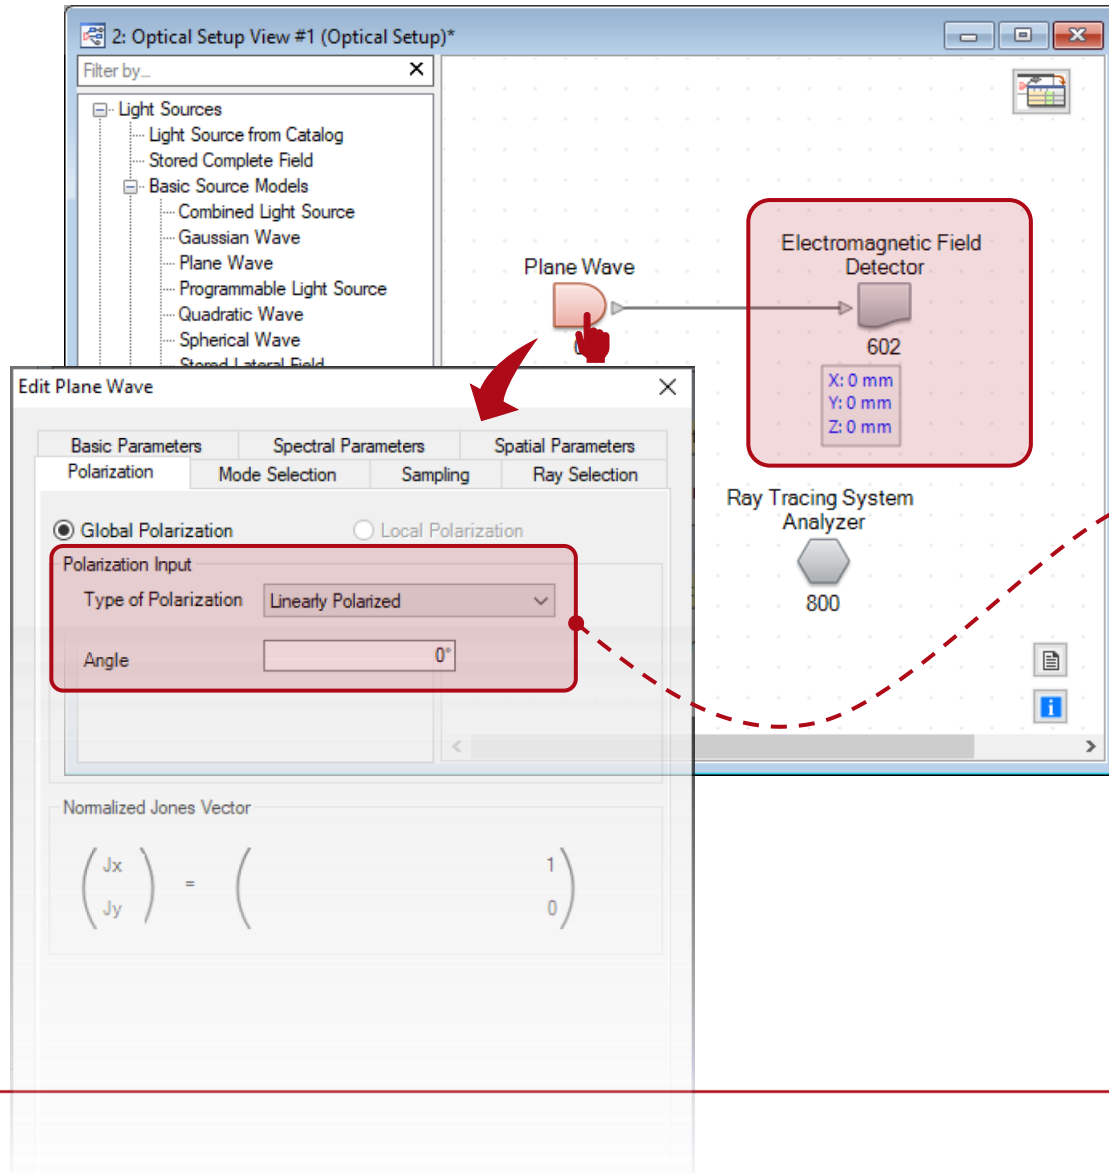 2: Optical Setup View #1 (Optical Setup)*
Filter by...
Light Sources
Light Source from Catalog
Stored Complete Field
Basic Source Models
Combined Light Source
Gaussian Wave
Plane Wave
Programmable Light Source
Quadratic Wave
Spherical Wave
Stored Lateral Field
Plane Wave
0
Electromagnetic Field
Detector
602
X: 0 mm
Y: 0 mm
Z: 0 mm
Ray Tracing System
Analyzer
800
Edit Plane Wave
Basic Parameters Spectral Parameters Spatial Parameters
Polarization Mode Selection Sampling Ray Selection
Global Polarization Local Polarization
Polarization Input
Type of Polarization Linearly Polarized
Angle 0°
Normalized Jones Vector
Jx = 1
Jy 0